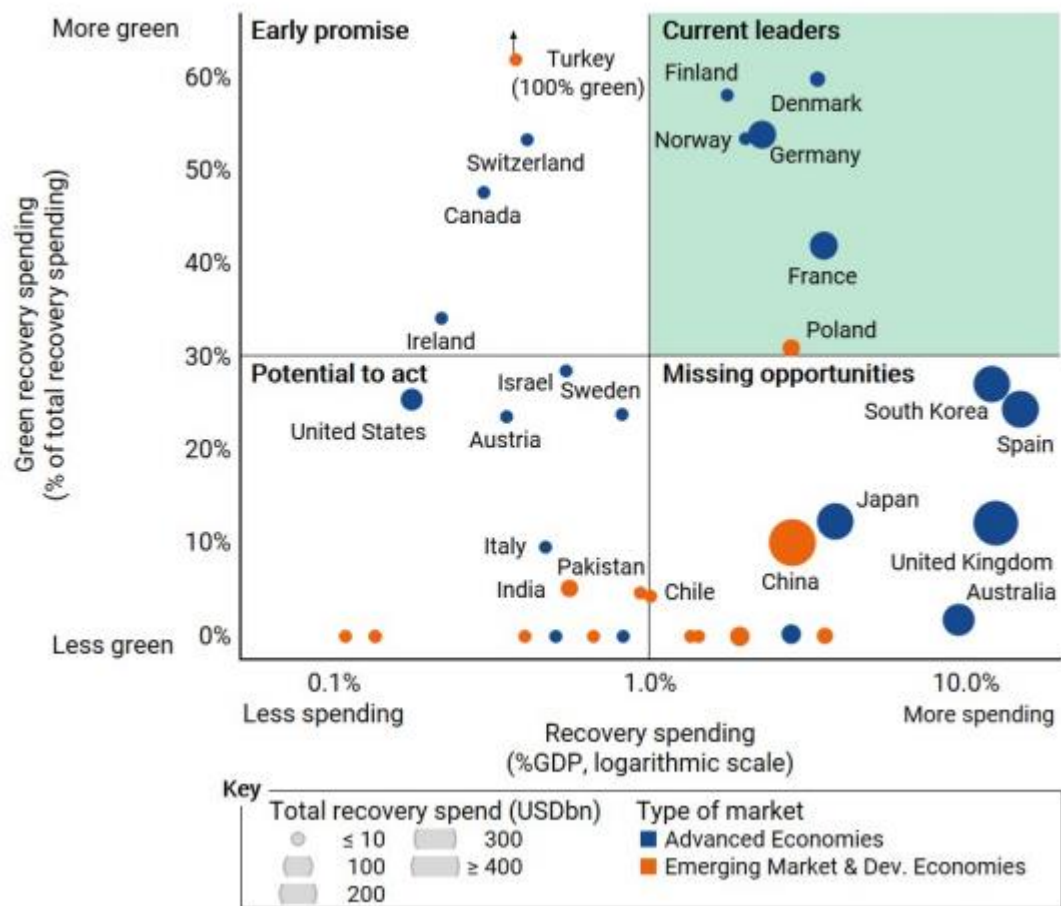 More green
Early promise
Current leaders
Turkey
(100% green)
Finland
Denmark
60%
Norway
Germany
Switzerland
50%
Canada
40%
France
Ireland
Poland
30%
Green recovery spending
(% of total recovery spending)
Potential to act
Missing opportunities
Israel
Sweden
United States
Austria
South Korea
Spain
20%
Japan
10%
Italy
Pakistan
India
Chile
China
United Kingdom
Australia
0%
Less green
0.1%
1.0%
10.0%
Less spending
More spending
Recovery spending
(%GDP, logarithmic scale)
Key
Total recovery spend (USDbn)
≤ 10
300
100
≥ 400
200
Type of market
Advanced Economies
Emerging Market & Dev. Economies